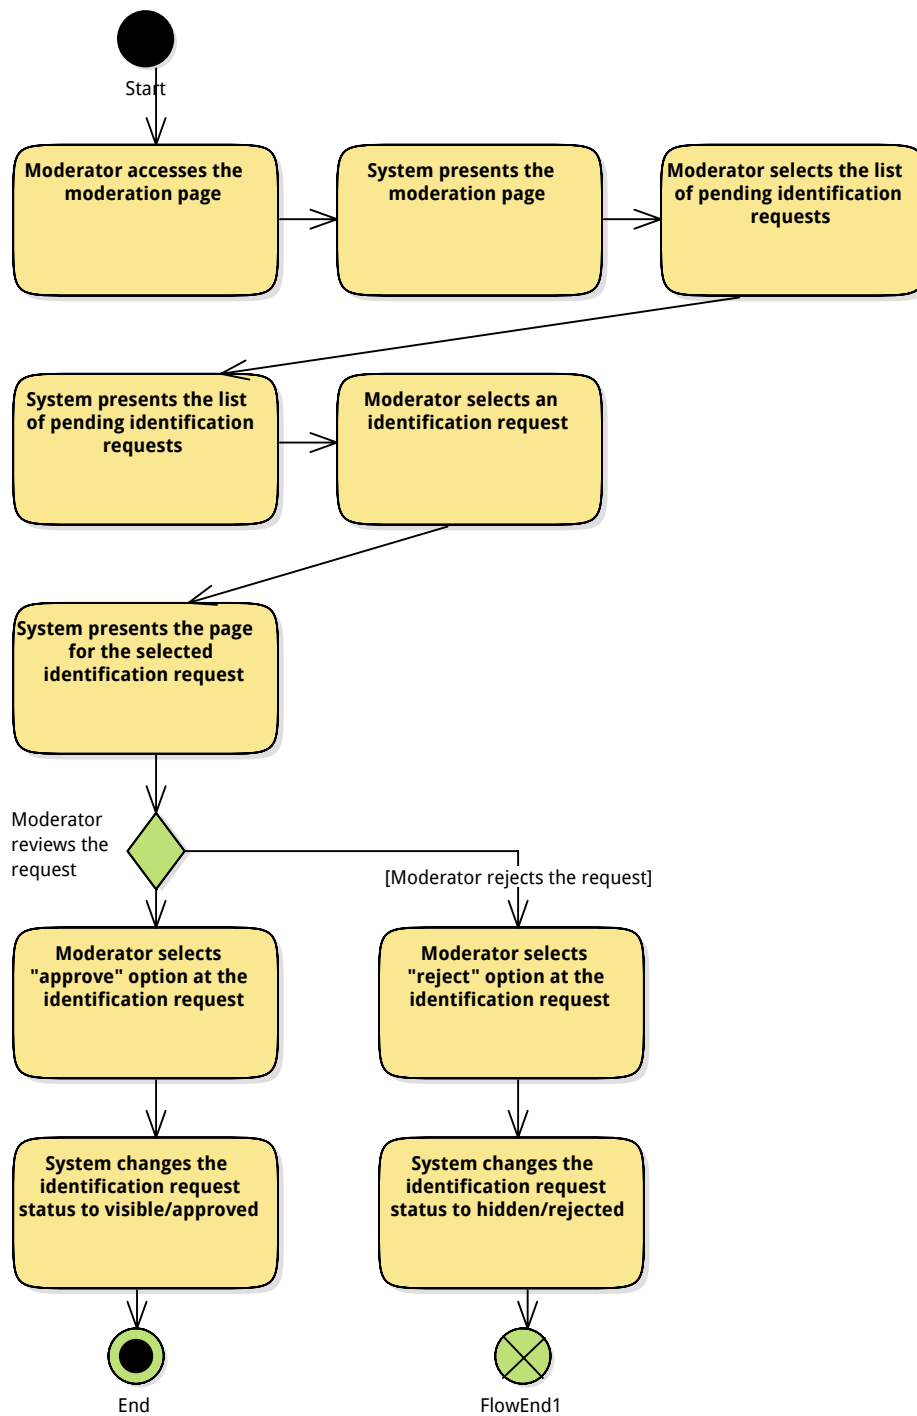 Start
Moderator accesses the
moderation page
System presents the
moderation page
Moderator selects the list
of pending identification
requests
System presents the list
of pending identification
requests
Moderator selects an
identification request
System presents the page
for the selected
identification request
Moderator
reviews the
request
[Moderator rejects the request]
Moderator selects
"approve" option at the
identification request
Moderator selects
"reject" option at the
identification request
System changes the
identification request
status to visible/approved
System changes the
identification request
status to hidden/rejected
End
FlowEnd1